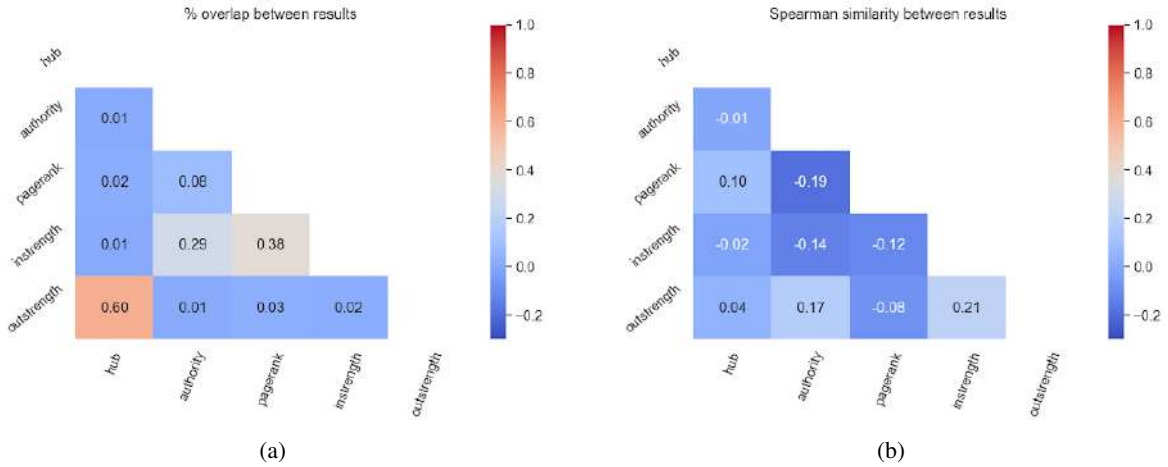 % overlap between results
hub
authority
pagerank
instrength
outstrength
0.01
0.02 0.08
0.01 0.29 0.38
0.60 0.01 0.03 0.02
hub
authority
pagerank
instrength
outstrength
1.0
0.8
0.6
0.4
0.2
0.0
−0.2
(a)
Spearman similarity between results
hub
authority
pagerank
instrength
outstrength
-0.01
0.10 -0.19
-0.02 -0.14 -0.12
0.04 0.17 -0.08 0.21
hub
authority
pagerank
instrength
outstrength
1.0
0.8
0.6
0.4
0.2
0.0
−0.2
(b)